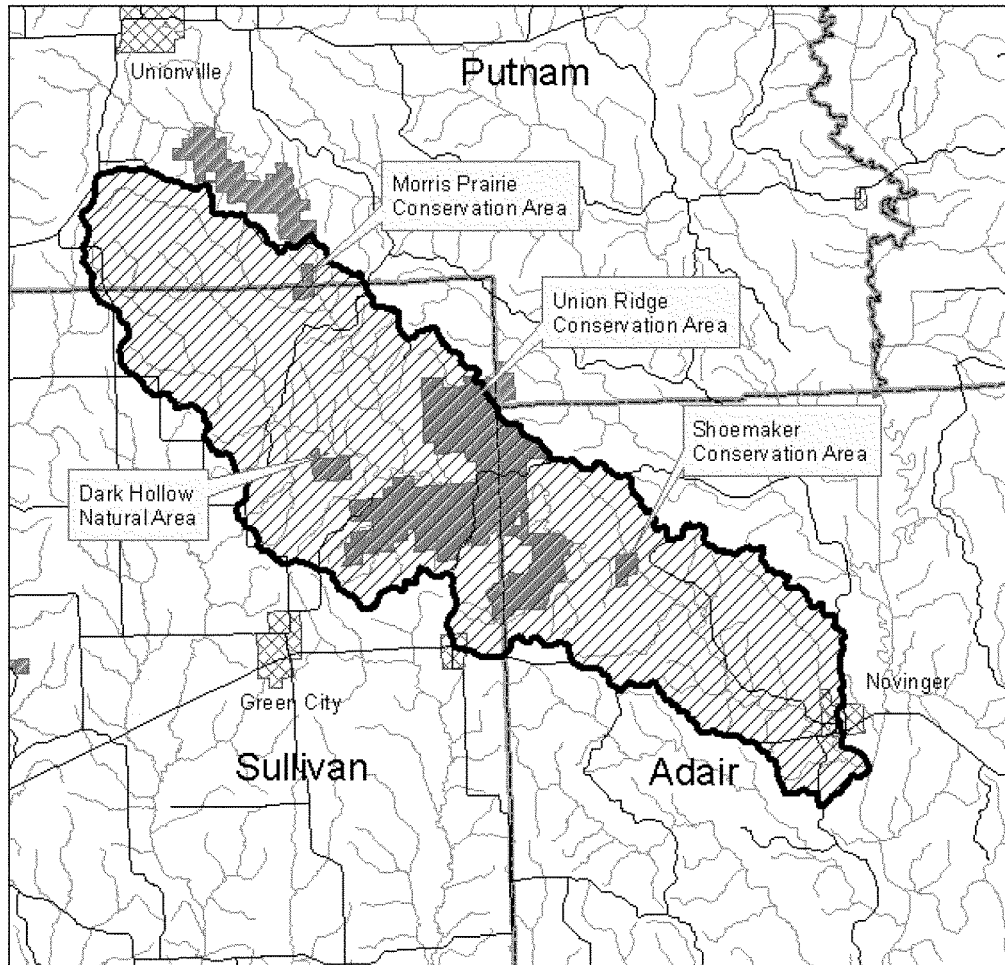 Unionville
Putnam
Morris Prairie
Conservation Area
Union Ridge
Conservation Area
Shoemaker
Conservation Area
Dark Hollow
Natural Area
Novinger
Green City
Sullivan
Adair